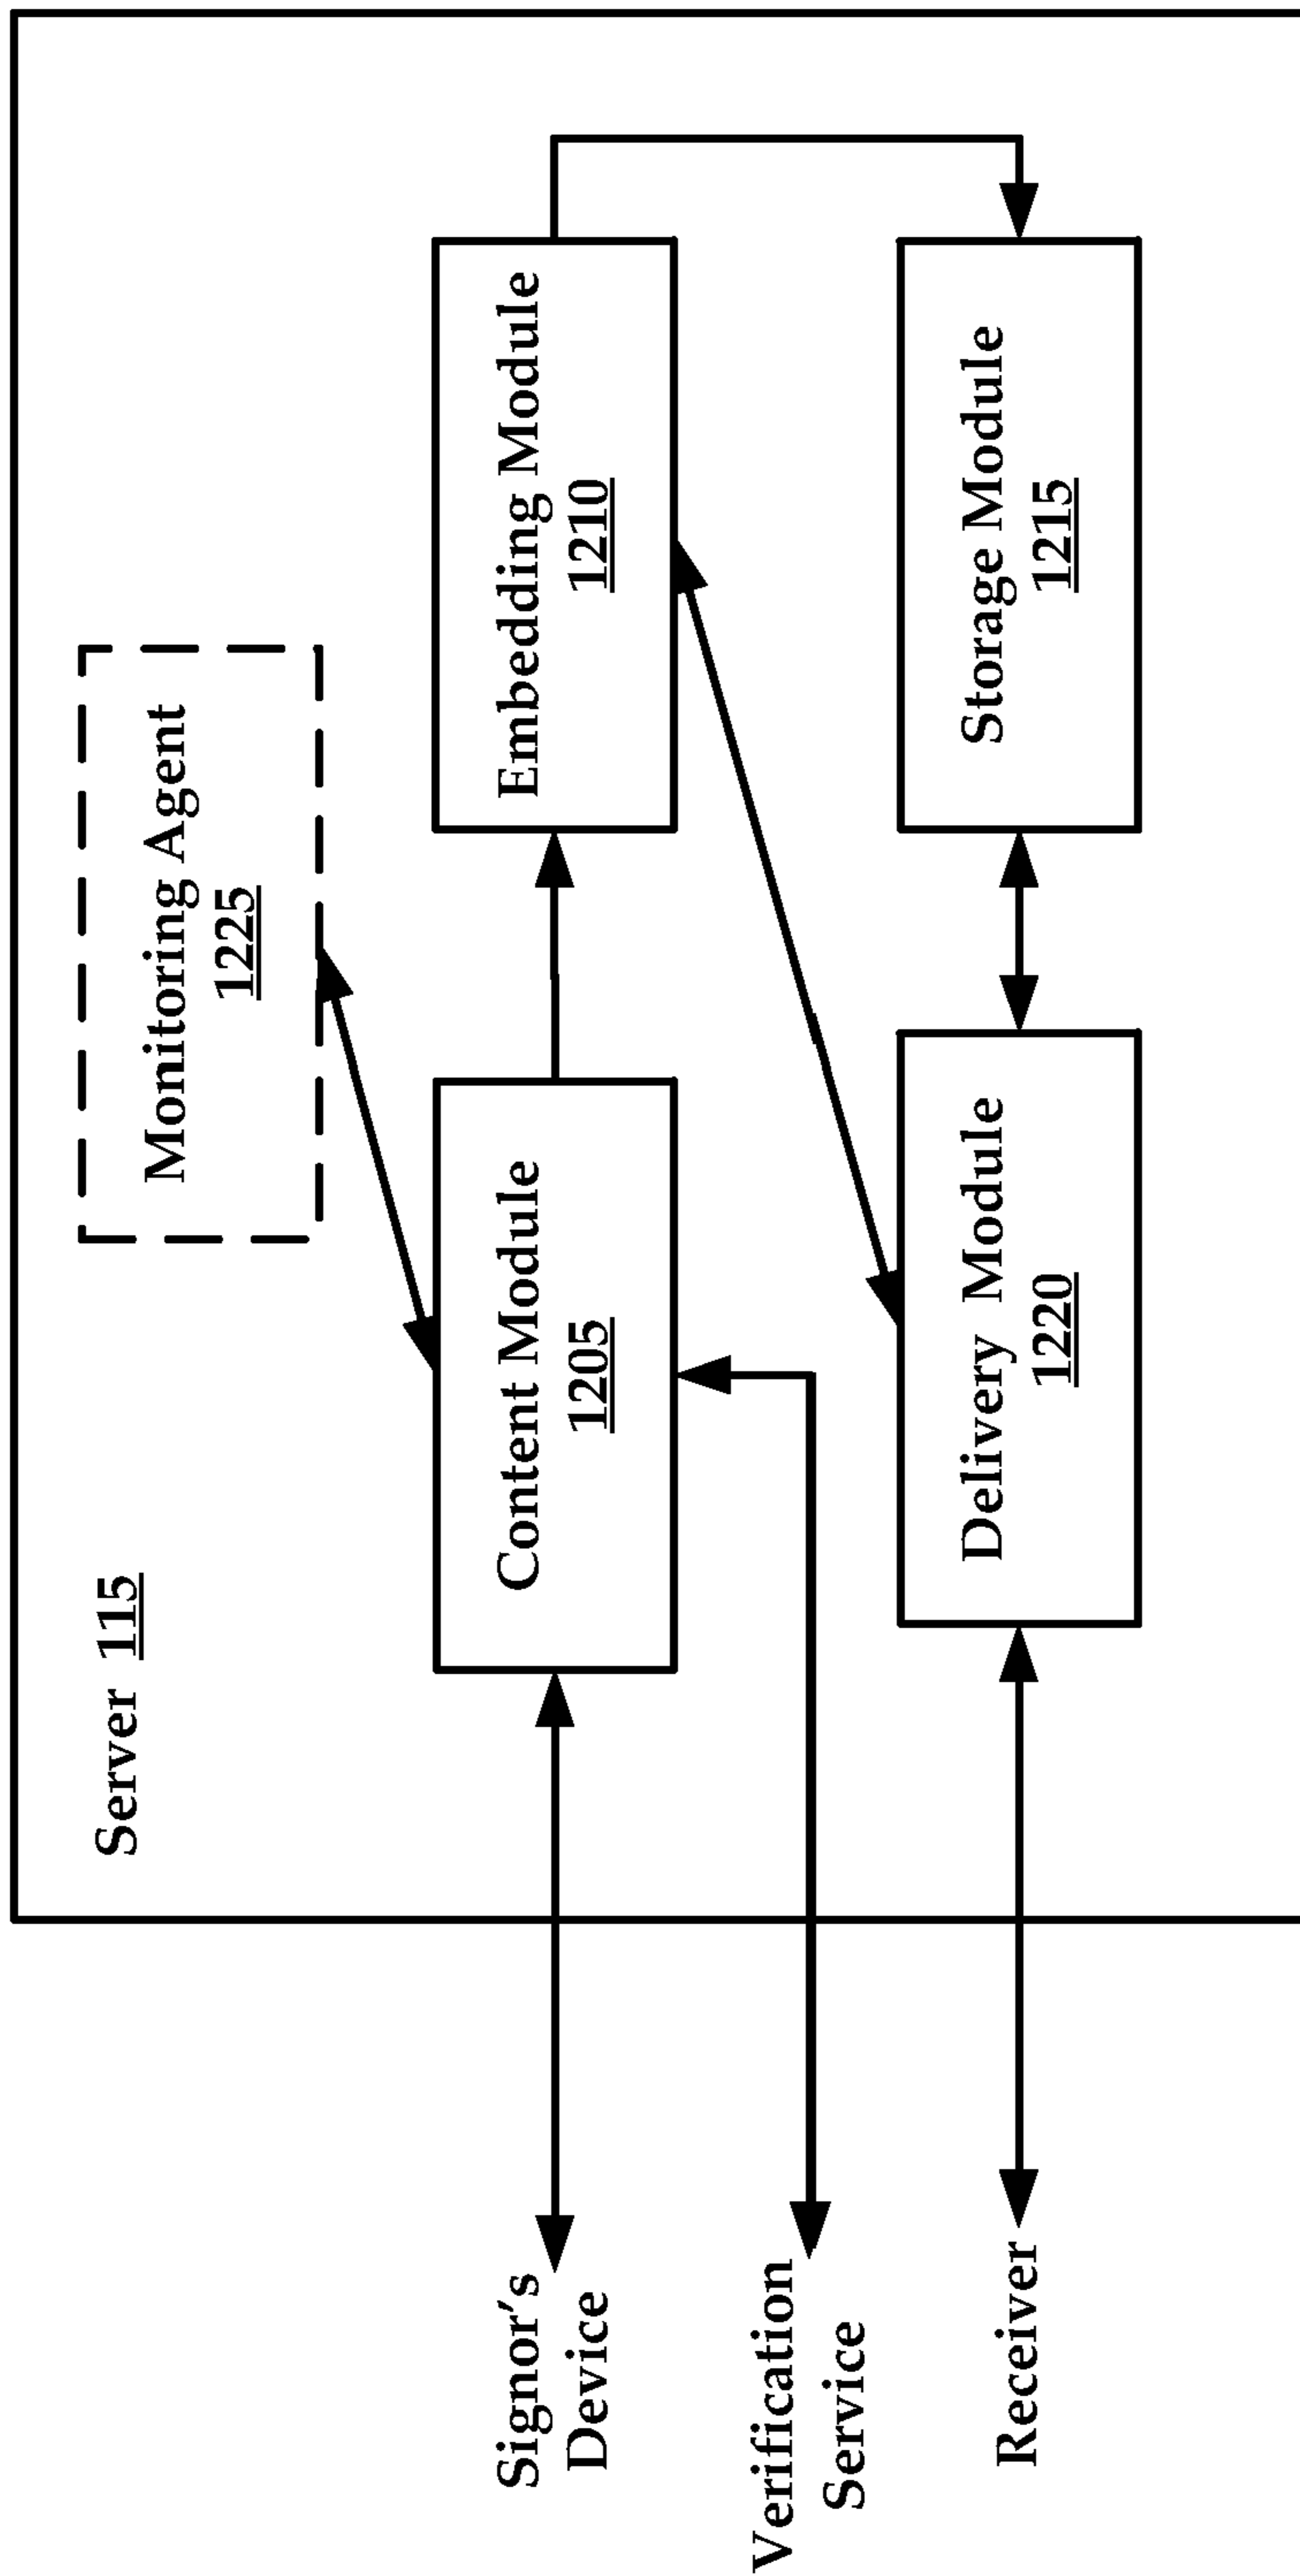 Server 115
Monitoring Agent
1225
Signor's
Device
Content Module
1205
Embedding Module
1210
Verification
Service
Receiver
Delivery Module
1220
Storage Module
1215